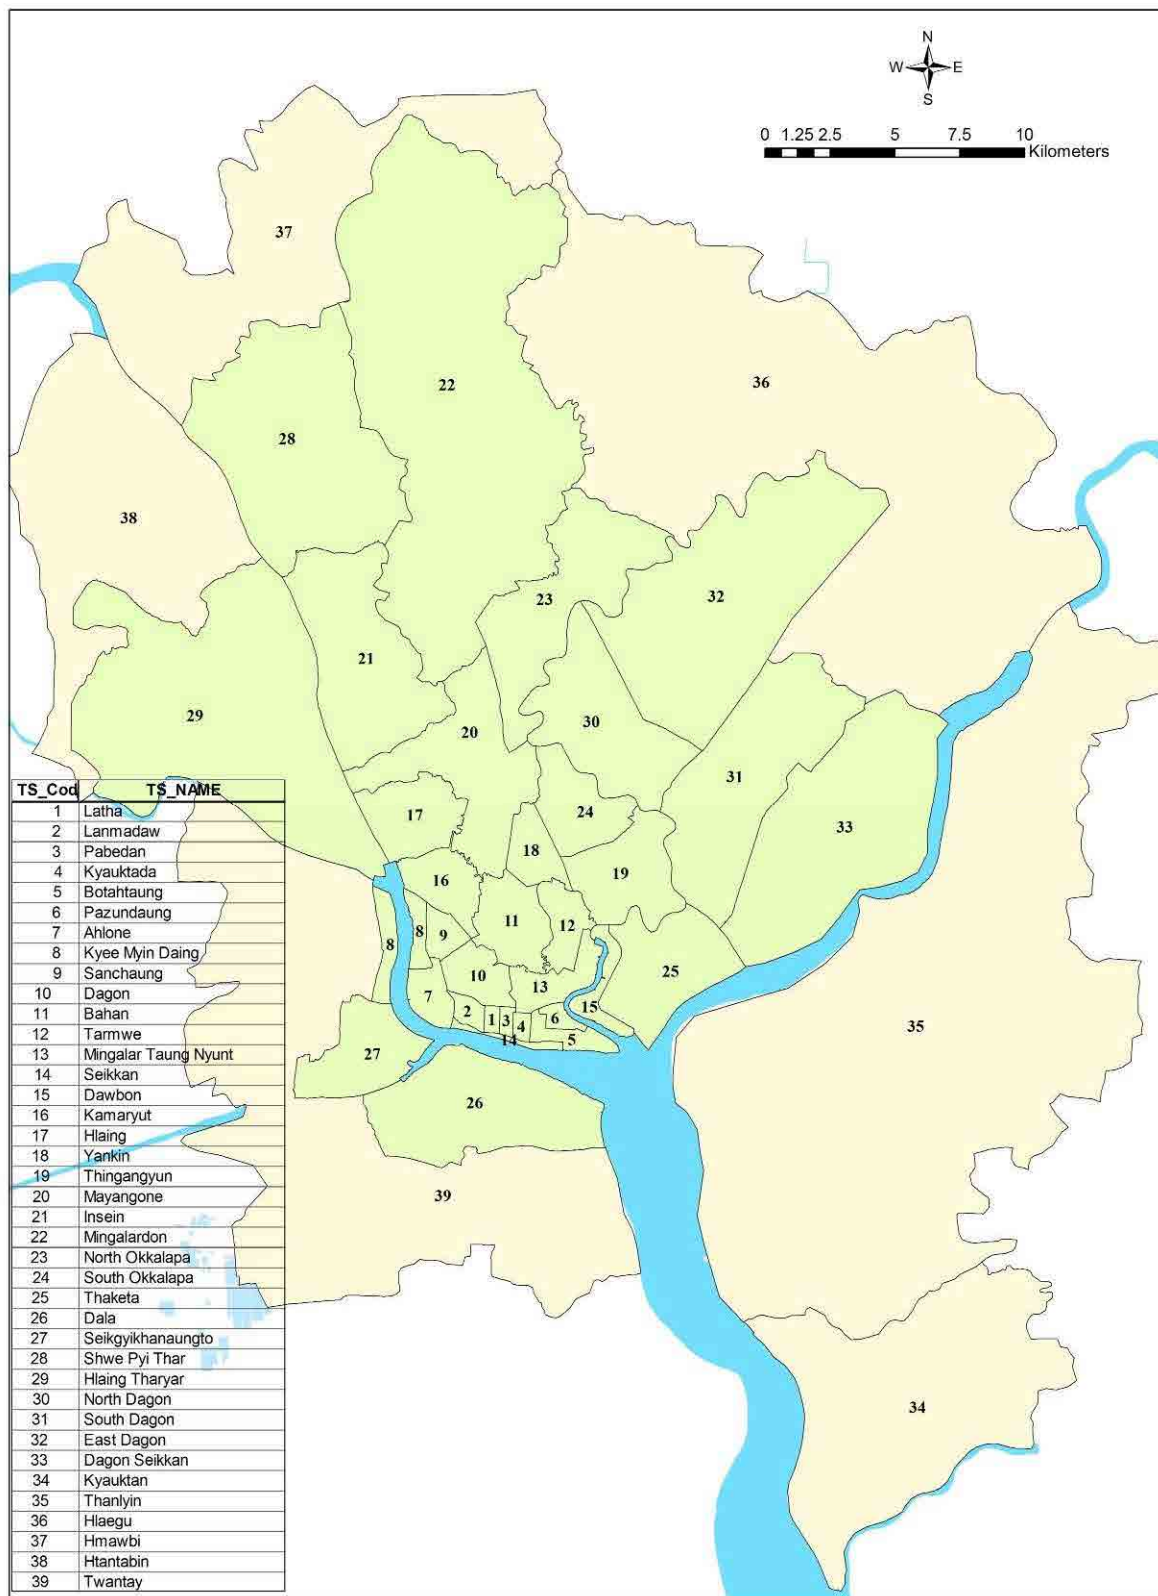 N
W E
S
0 1.25 2.5 5 7.5 10
Kilometers
37
22
36
28
38
32
23
21
29
30
20
31
24
17
33
18
19
16
11
12
8
8
9
25
10
13
7
15
2
1
3
4
6
14
5
35
27
26
39
34
TS_Cod TS_NAME
1 Latha
2 Lanmadaw
3 Pabedan
4 Kyauktada
5 Botahtaung
6 Pazundaung
7 Ahlone
8 Kyee Myin Daing
9 Sanchaung
10 Dagon
11 Bahan
12 Tarmwe
13 Mingalar Taung Nyunt
14 Seikkan
15 Dawbon
16 Kamaryut
17 Hlaing
18 Yankin
19 Thingangyun
20 Mayangone
21 Insein
22 Mingalardon
23 North Okkalapa
24 South Okkalapa
25 Thaketa
26 Dala
27 Seikgyikhanaungto
28 Shwe Pyi Thar
29 Hlaing Tharyar
30 North Dagon
31 South Dagon
32 East Dagon
33 Dagon Seikkan
34 Kyauktan
35 Thanlyin
36 Hlaegu
37 Hmawbi
38 Htantabin
39 Twantay